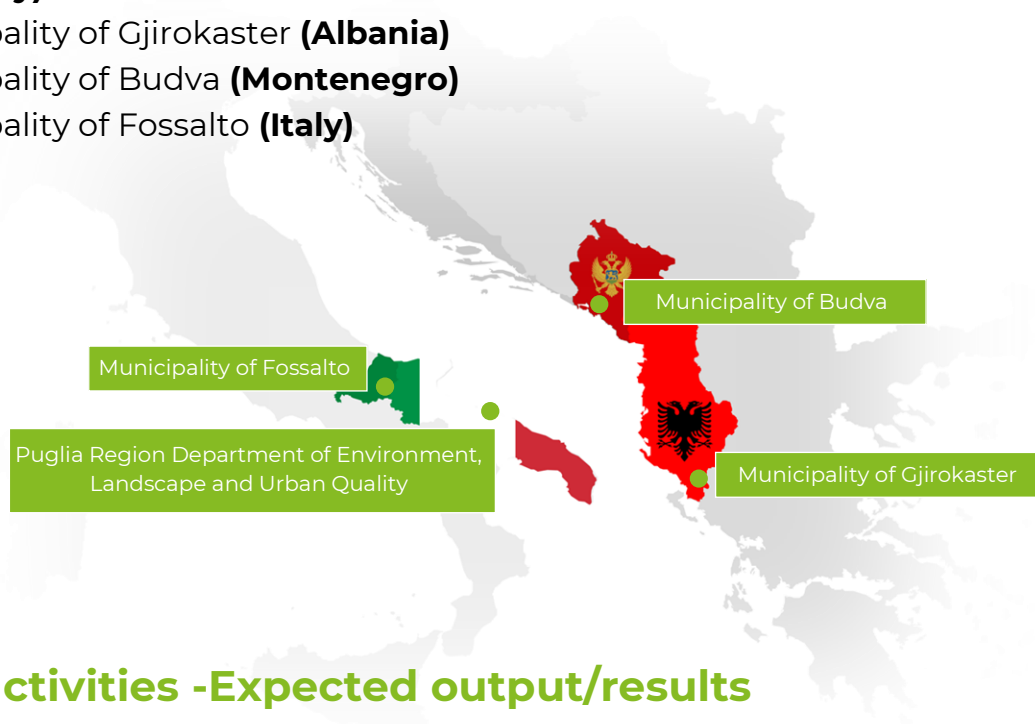 pality of Gjirokaster (Albania)
pality of Budva (Montenegro)
pality of Fossalto (Italy)
Municipality of Budva
Municipality of Fossalto
Puglia Region Department of Environment,
Landscape and Urban Quality
Municipality of Gjirokaster
ctivities -Expected output/results